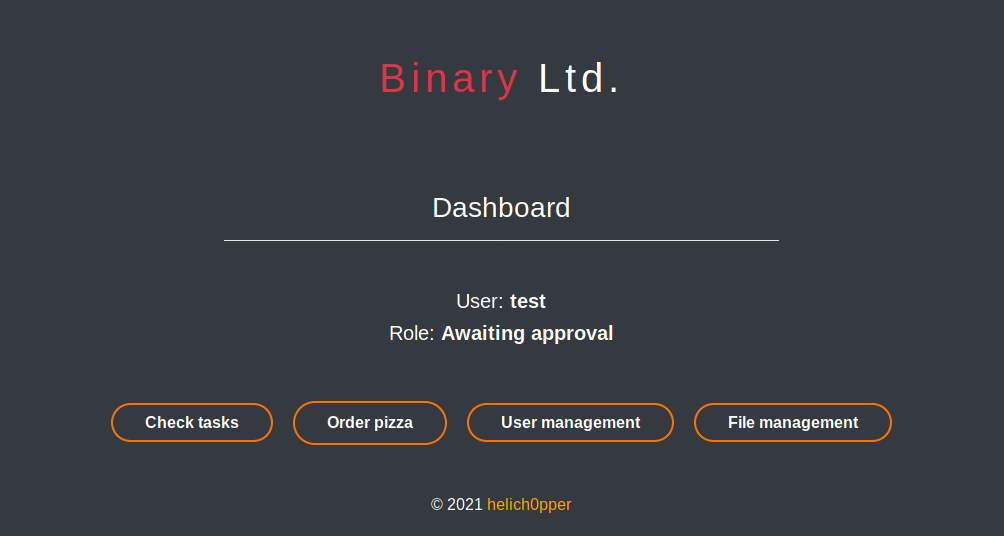 Binary Ltd.
Dashboard
User: test
Role: Awaiting approval
Check tasks Order pizza User management File management
© 2021 helich0pper